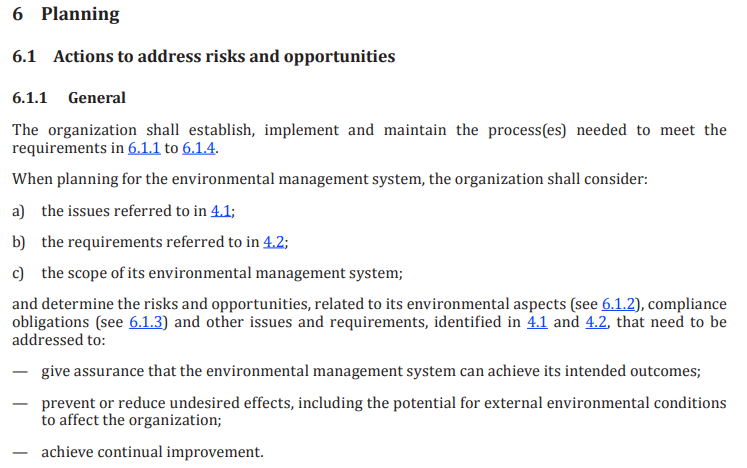 6 Planning
6.1 Actions to address risks and opportunities
6.1.1 General
The organization shall establish, implement and maintain the process(es) needed to meet the
requirements in 6.1.1 to 6.1.4.
When planning for the environmental management system, the organization shall consider:
a) the issues referred to in 4.1;
b) the requirements referred to in 4.2;
c) the scope of its environmental management system;
and determine the risks and opportunities, related to its environmental aspects (see 6.1.2), compliance
obligations (see 6.1.3) and other issues and requirements, identified in 4.1 and 4.2, that need to be
addressed to:
— give assurance that the environmental management system can achieve its intended outcomes;
— prevent or reduce undesired effects, including the potential for external environmental conditions
to affect the organization;
— achieve continual improvement.